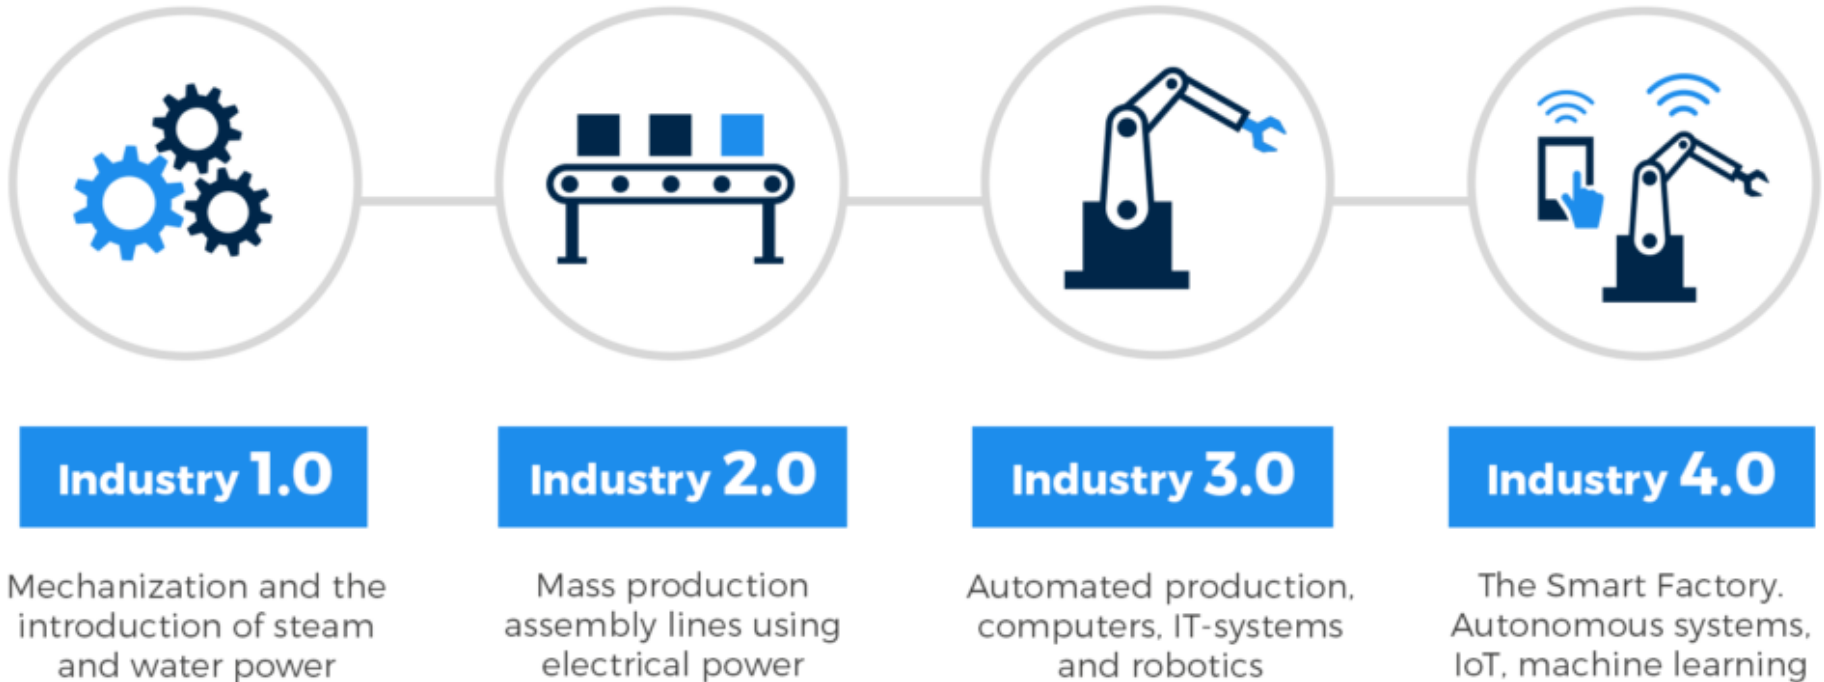 Industry 1.0
Mechanization and the
introduction of steam
and water power
Industry 2.0
Mass production
assembly lines using
electrical power
Industry 3.0
Automated production,
computers, IT-systems
and robotics
Industry 4.0
The Smart Factory.
Autonomous systems,
IoT, machine learning